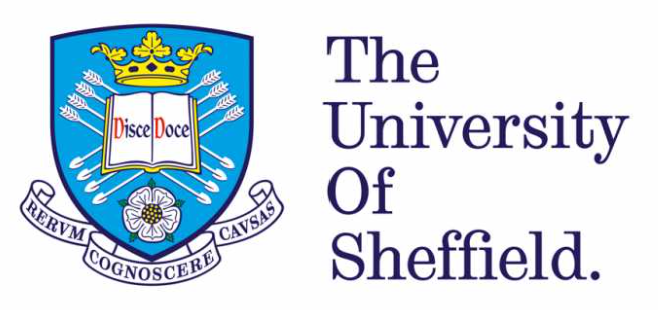 Disce Doce
RERVM
COGNOSCERE
CAVSAS
The
University
Of
Sheffield.